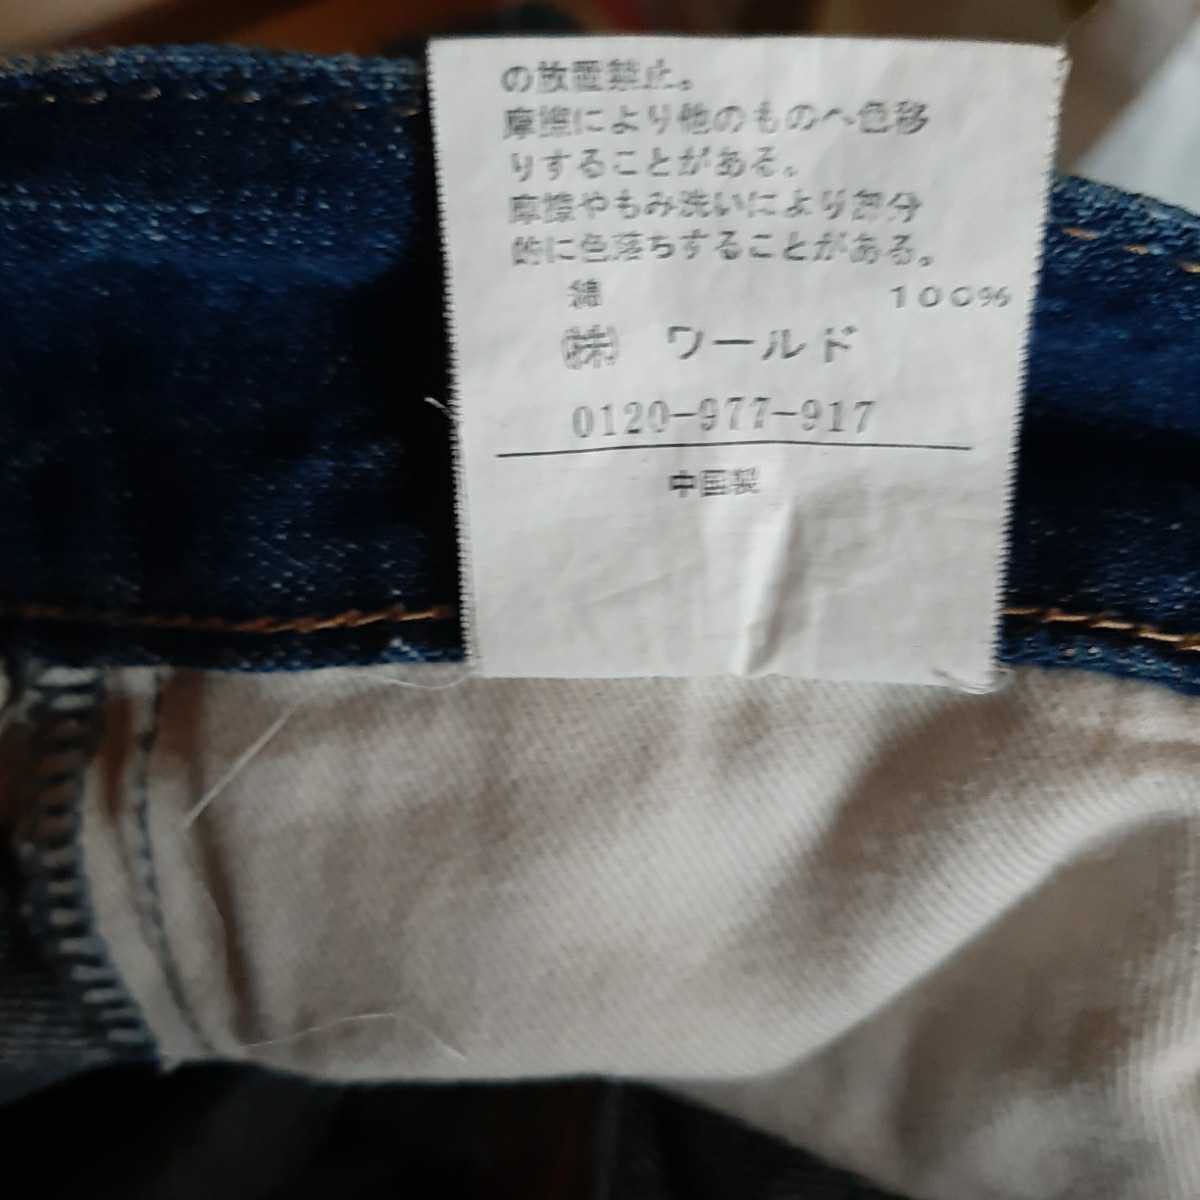 の放置禁止。
摩擦により他のものへ色移
りすることがある。
摩擦やもみ洗いにより部分
的に色落ちすることがある。
綿 100%
㈱ ワールド
0120-977-917
中国製